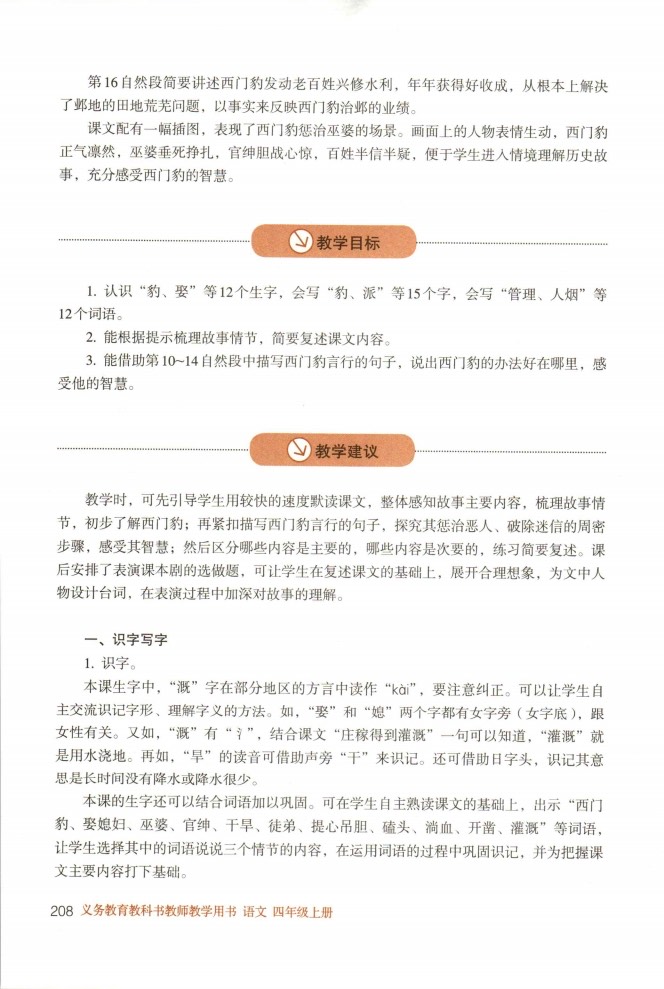 第16自然段简要讲述西门豹发动老百姓兴修水利，年年获得好收成，从根本上解决
了邺地的田地荒芜问题，以事实来反映西门豹治邺的业绩。
课文配有一幅插图，表现了西门豹惩治巫婆的场景。画面上的人物表情生动，西门豹
正气凛然，巫婆垂死挣扎，官绅胆战心惊，百姓半信半疑，便于学生进入情境理解历史故
事，充分感受西门豹的智慧。
教学目标
1. 认识“豹、娶”等12个生字，会写“豹、派”等15个字，会写“管理、人烟”等
12个词语。
2. 能根据提示梳理故事情节，简要复述课文内容。
3. 能借助第10~14自然段中描写西门豹言行的句子，说出西门豹的办法好在哪里，感
受他的智慧。
教学建议
教学时，可先引导学生用较快的速度默读课文，整体感知故事主要内容，梳理故事情
节，初步了解西门豹；再紧扣描写西门豹言行的句子，探究其惩治恶人、破除迷信的周密
步骤，感受其智慧；然后区分哪些内容是主要的，哪些内容是次要的，练习简要复述。课
后安排了表演课本剧的选做题，可让学生在复述课文的基础上，展开合理想象，为文中人
物设计台词，在表演过程中加深对故事的理解。
一、识字写字
1. 识字。
本课生字中，“溉”字在部分地区的方言中读作“kài”，要注意纠正。可以让学生自
主交流识记字形、理解字义的方法。如，“娶”和“媳”两个字都有女字旁（女字底），跟
女性有关。又如，“溉”有“氵”，结合课文“庄稼得到灌溉”一句可以知道，“灌溉”就
是用水浇地。再如，“旱”的读音可借助声旁“干”来识记。还可借助日字头，识记其意
思是长时间没有降水或降水很少。
本课的生字还可以结合词语加以巩固。可在学生自主熟读课文的基础上，出示“西门
豹、娶媳妇、巫婆、官绅、干旱、徒弟、提心吊胆、磕头、淌血、开凿、灌溉”等词语，
让学生选择其中的词语说说三个情节的内容，在运用词语的过程中巩固识记，并为把握课
文主要内容打下基础。
208 义务教育教科书教师教学用书 语文 四年级上册